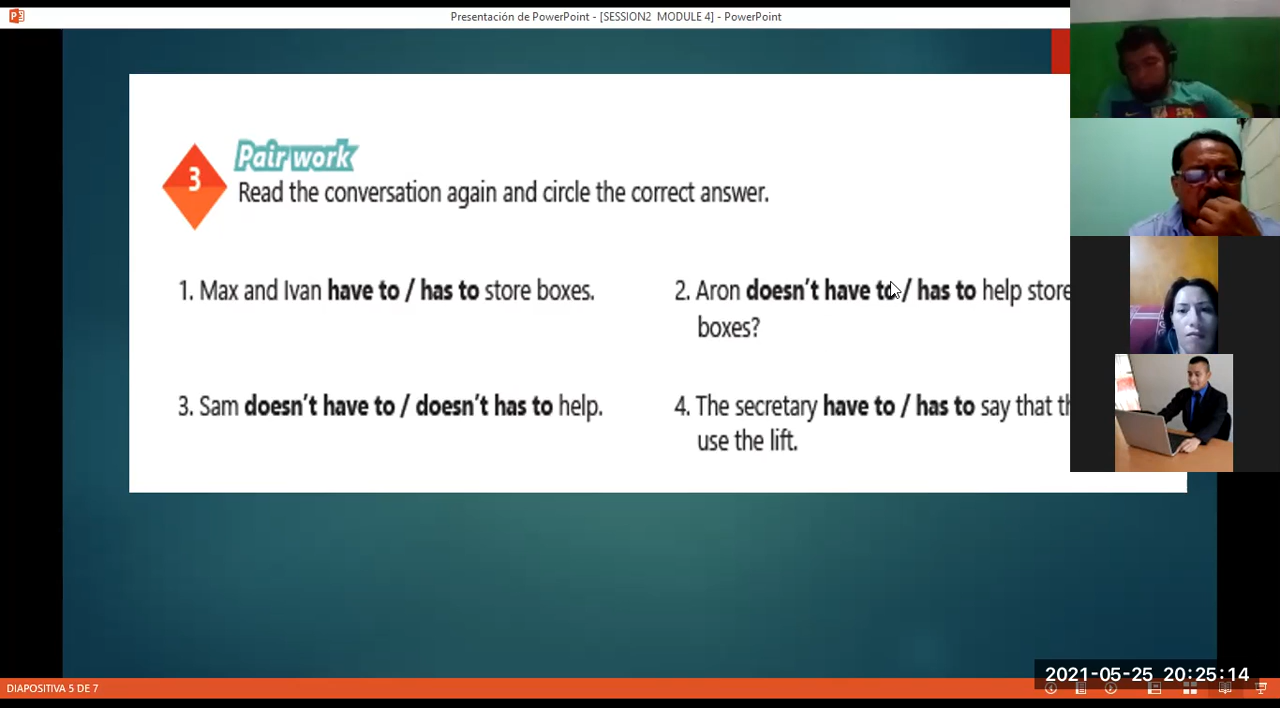 Presentación de PowerPoint - [SESSION2 MODULE 4] - PowerPoint
Pair work
3
Read the conversation again and circle the correct answer.
1. Max and Ivan have to / has to store boxes.
2. Aron doesn't have to / has to help store
boxes?
3. Sam doesn't have to / doesn't has to help.
4. The secretary have to / has to say that
use the lift.
2021-05-25 20:25:14
DIAPOSITIVA 5 DE 7